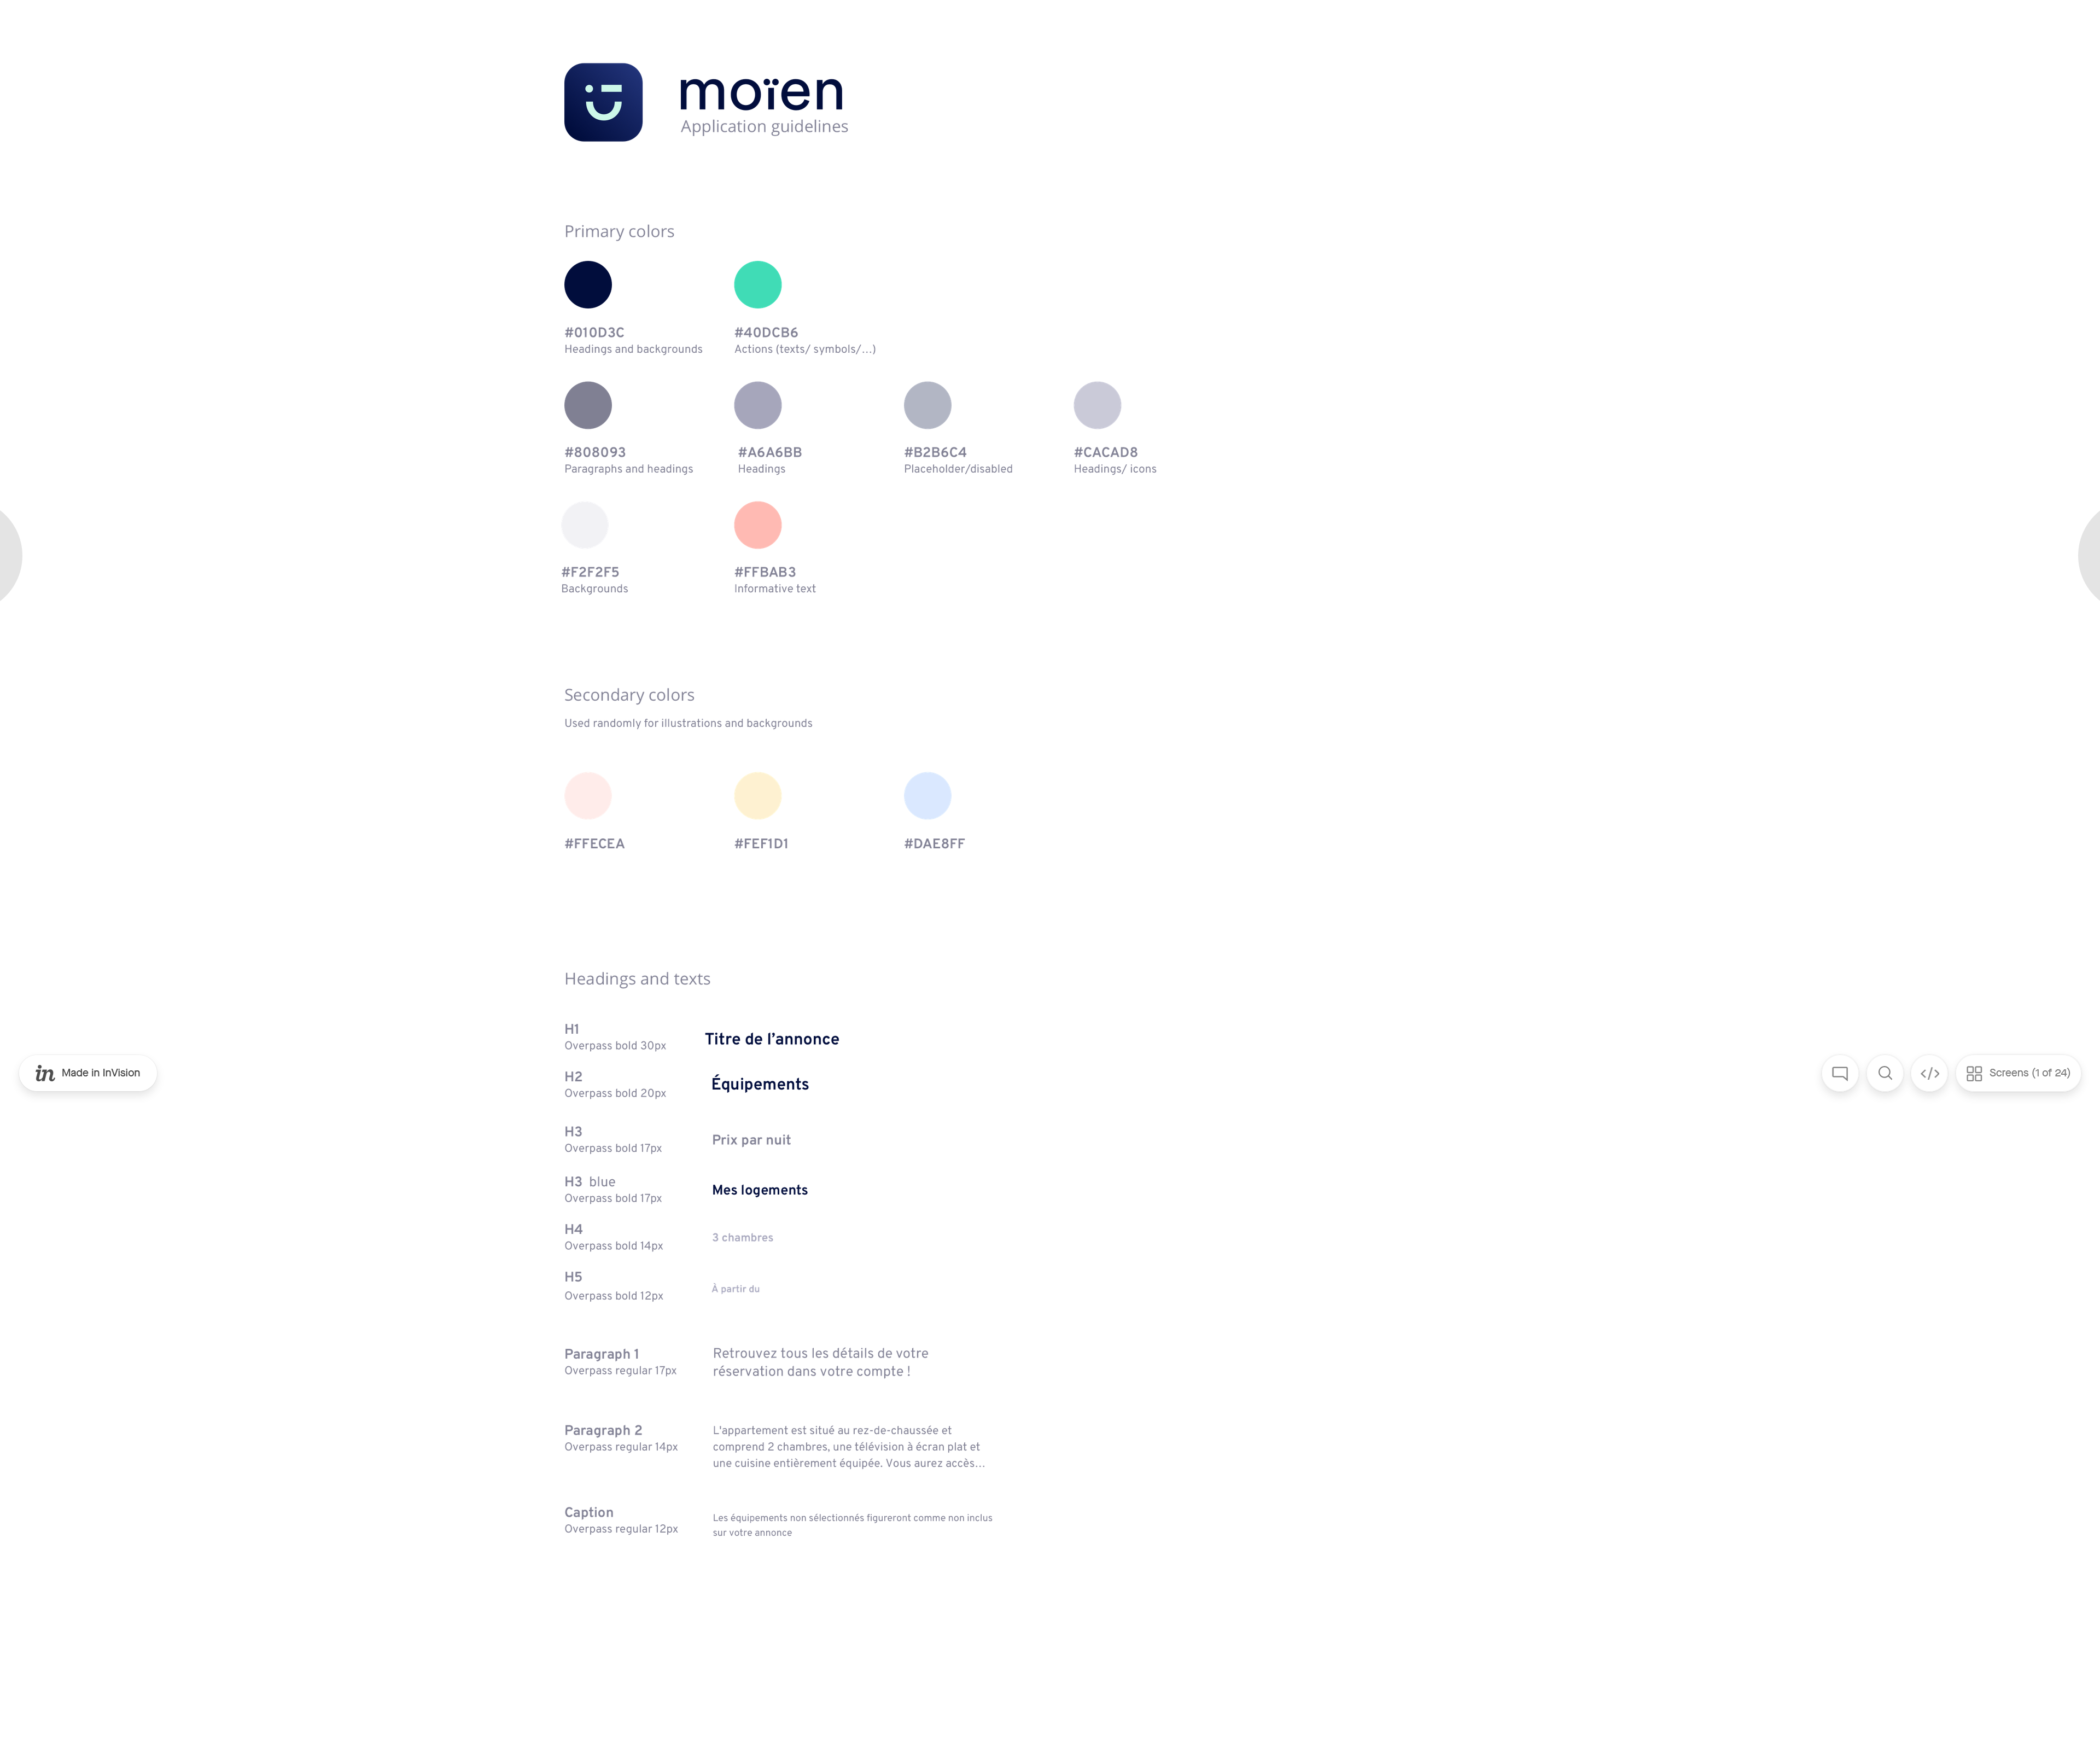 moïen
Application guidelines
Primary colors
#010D3C
Headings and backgrounds
#40DCB6
Actions (texts/ symbols/...)
#808093
Paragraphs and headings
#A6A6BB
Headings
#B2B6C4
Placeholder/disabled
#CACAD8
Headings/ icons
#F2F2F5
Backgrounds
#FFBAB3
Informative text
Secondary colors
Used randomly for illustrations and backgrounds
#FFECEA
#FEF1D1
#DAE8FF
Headings and texts
H1
Overpass bold 30px
Titre de l’annonce
H2
Overpass bold 20px
Équipements
H3
Overpass bold 17px
Prix par nuit
H3 blue
Overpass bold 17px
Mes logements
H4
Overpass bold 14px
3 chambres
H5
Overpass bold 12px
À partir du
Paragraph 1
Overpass regular 17px
Retrouvez tous les détails de votre
réservation dans votre compte !
Paragraph 2
Overpass regular 14px
L'appartement est situé au rez-de-chaussée et
comprend 2 chambres, une télévision à écran plat et
une cuisine entièrement équipée. Vous aurez accès...
Caption
Overpass regular 12px
Les équipements non sélectionnés figureront comme non inclus
sur votre annonce
in Made in InVision
Screens (1 of 24)